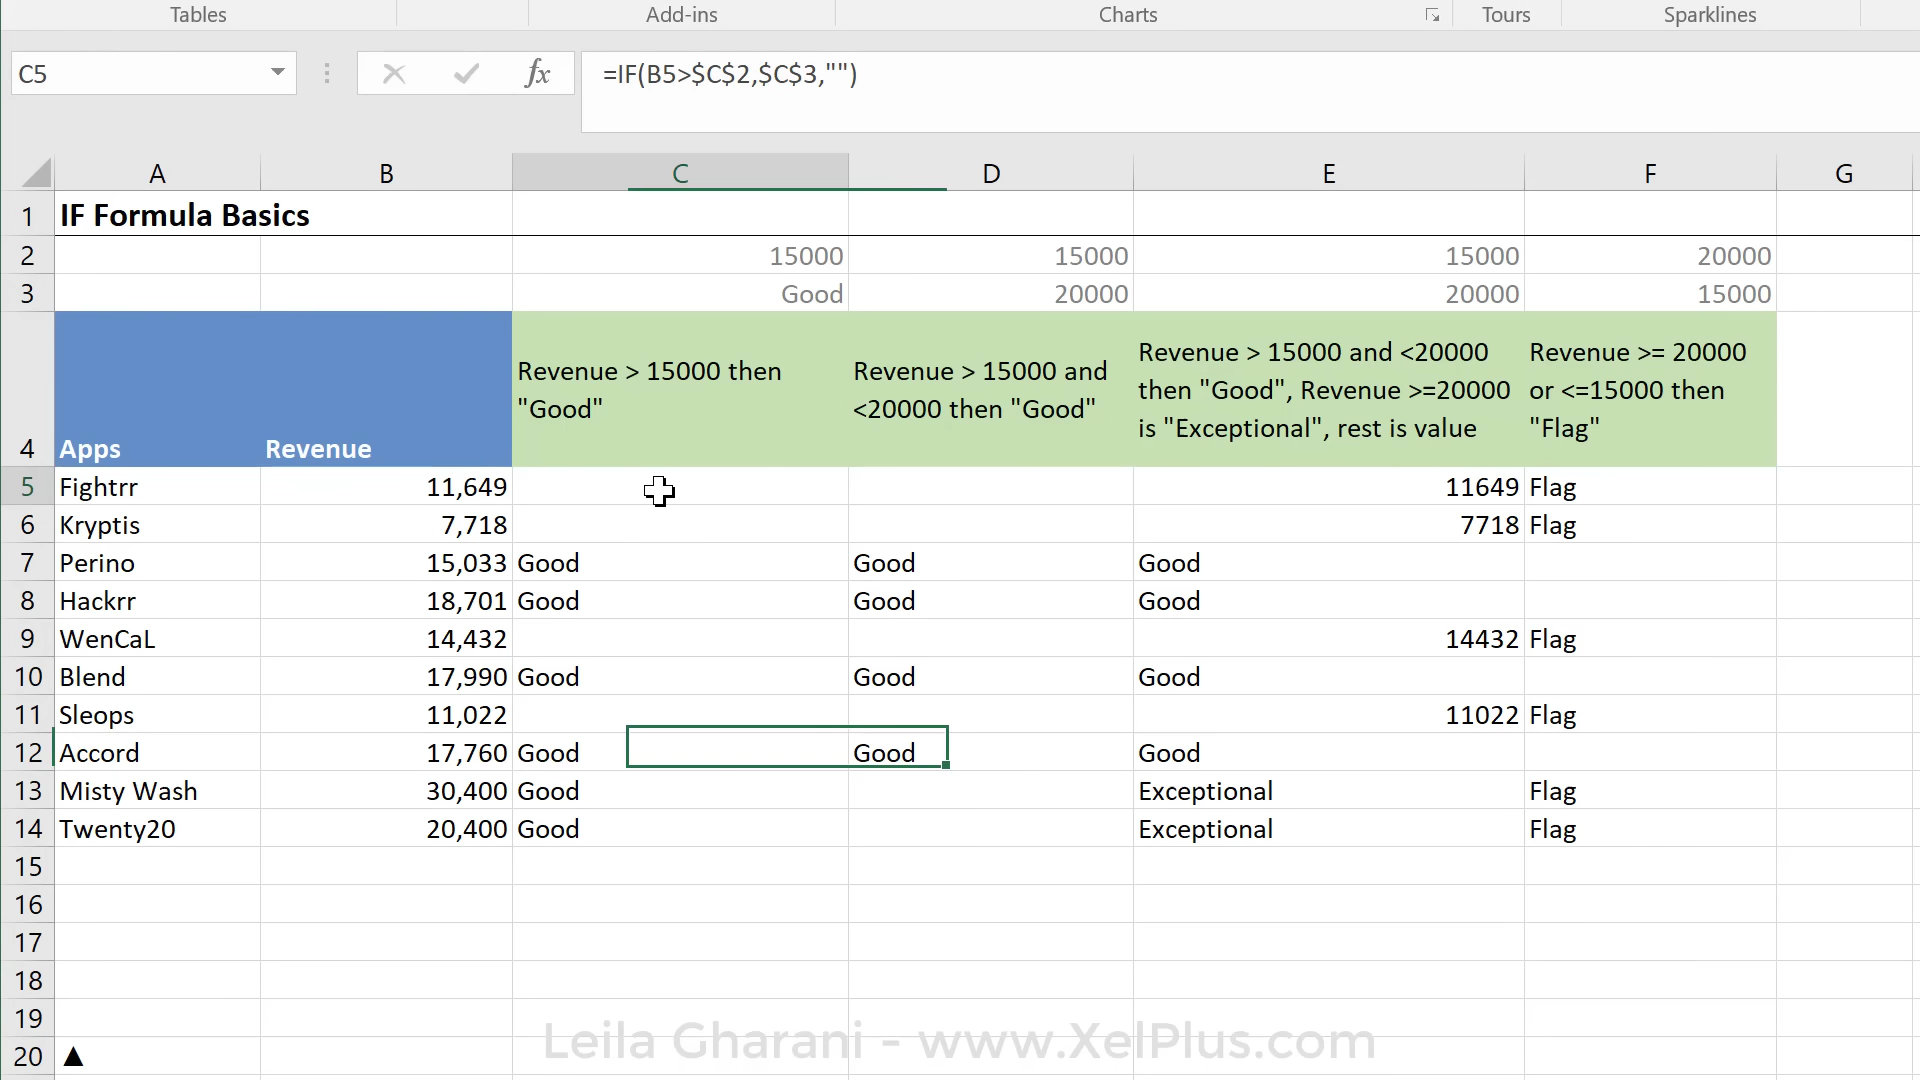 Tables Add-ins Charts Tours Sparklines
C5 fx =IF(B5>$C$2,$C$3,"")
A B C D E F G
1 IF Formula Basics
2 15000 15000 15000 20000
3 Good 20000 20000 15000
Revenue > 15000 then
"Good"
Revenue > 15000 and
<20000 then "Good"
Revenue > 15000 and <20000
then "Good", Revenue >=20000
is "Exceptional", rest is value
Revenue >= 20000
or <=15000 then
"Flag"
4 Apps Revenue
5 Fightrr 11,649 11649 Flag
6 Kryptis 7,718 7718 Flag
7 Perino 15,033 Good Good Good
8 Hackrr 18,701 Good Good Good
9 WenCaL 14,432 14432 Flag
10 Blend 17,990 Good Good Good
11 Sleops 11,022 11022 Flag
12 Accord 17,760 Good Good Good
13 Misty Wash 30,400 Good Exceptional Flag
14 Twenty20 20,400 Good Exceptional Flag
15
16
17
18
19
Leila Gharani - www.XelPlus.com
20